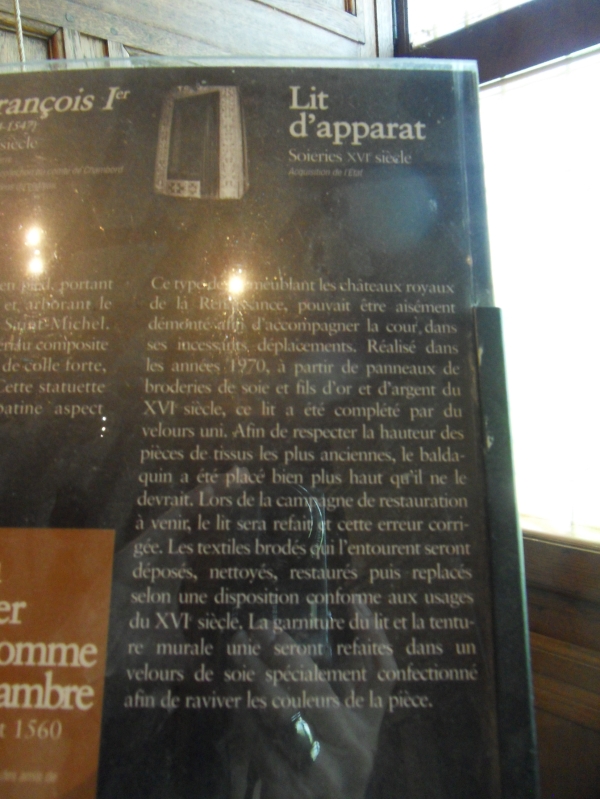 rançois Ier
-1547)
siècle
en pied, portant
et, arborant le
Saint-Michel.
composite
de colle forte,
Cette statuette
patine aspect
er
omme
ambre
t 1560
des amis de
Lit
d'apparat
Soieries XVIe siècle
Acquisition de l'État
Ce type de meublant les châteaux royaux
de la Renaissance, pouvait être aisément
démonté afin d'accompagner la cour dans
ses incessants déplacements. Réalisé dans
les années 1970, à partir de panneaux de
broderies de soie et fils d'or et d'argent du
XVIe siècle, ce lit a été complété par du
velours uni. Afin de respecter la hauteur des
pièces de tissus les plus anciennes, le balda-
quin a été placé bien plus haut qu'il ne le
devrait. Lors de la campagne de restauration
à venir, le lit sera refait et cette erreur corri-
gée. Les textiles brodés qui l'entourent seront
déposés, nettoyés, restaurés puis replacés
selon une disposition conforme aux usages
du XVIe siècle. La garniture du lit et la tentu-
re murale unie seront refaites dans un
velours de soie spécialement confectionné
afin de raviver les couleurs de la pièce.